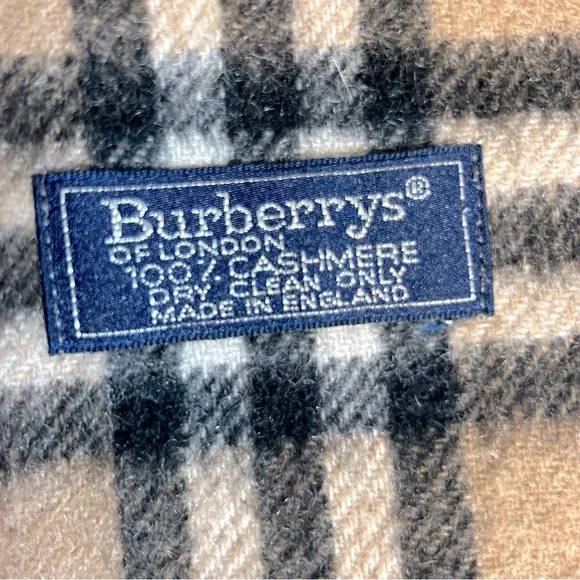 Burberrys®
OF LONDON
100% CASHMERE
DRY CLEAN ONLY
MADE IN ENGLAND